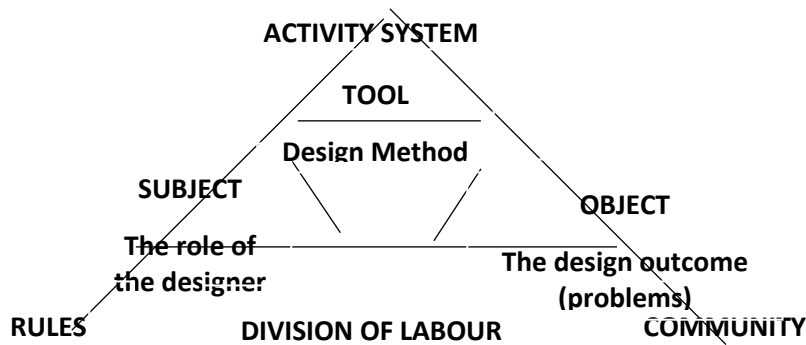 ACTIVITY SYSTEM
TOOL
Design Method
SUBJECT
OBJECT
The role of
the designer
The design outcome
(problems)
RULES
DIVISION OF LABOUR
COMMUNITY